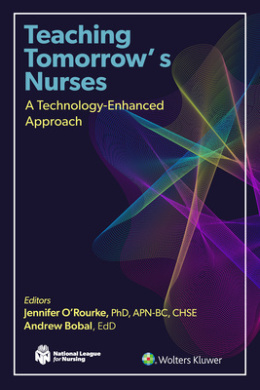 Teaching
Tomorrow's
Nurses
A Technology-Enhanced
Approach
Editors
Jennifer O'Rourke, PhD, APN-BC, CHSE
Andrew Bobal, EdD
National League
for Nursing
Wolters Kluwer